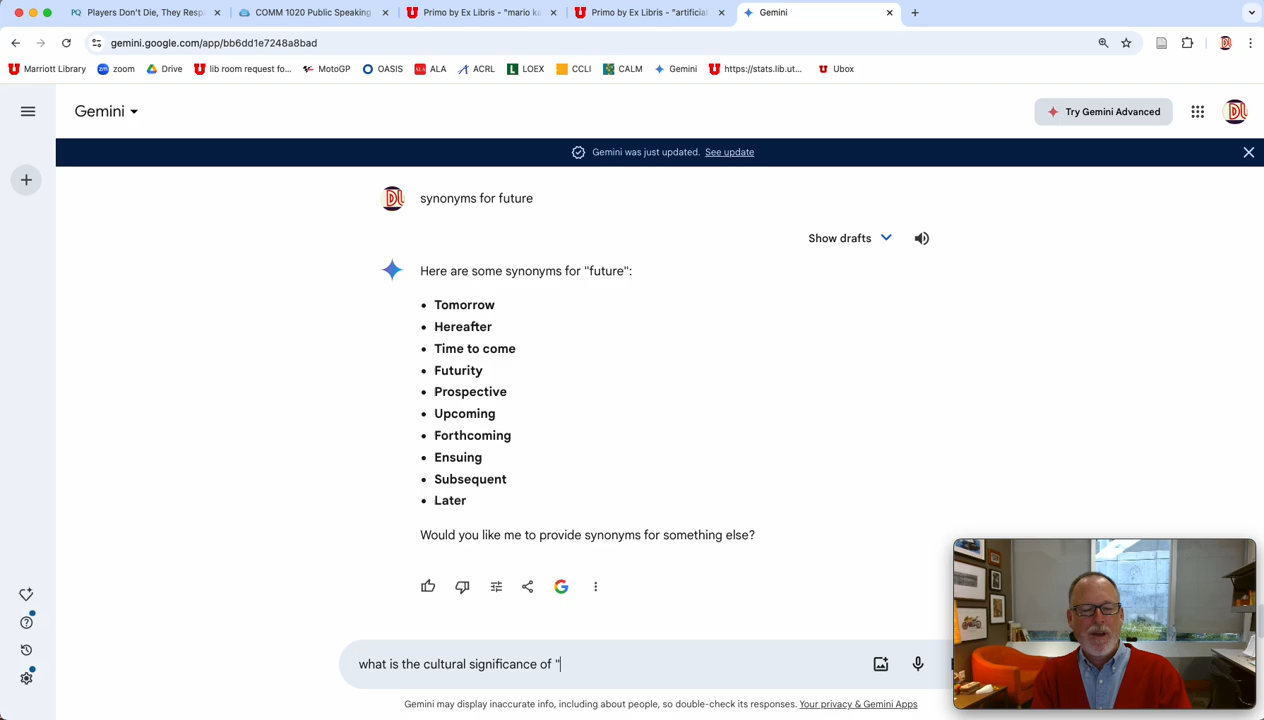 Players Don't Die, They Resp
COMM 1020 Public Speaking
Primo by Ex Libris - "mario ka
Primo by Ex Libris - "artificial
Gemini
gemini.google.com/app/bb6dd1e7248a8bad
Marriott Library
zoom
Drive
lib room request fo...
MotoGP
OASIS
ALA
ACRL
LOEX
CCLI
CALM
Gemini
https://stats.lib.ut...
Ubox
Gemini
Try Gemini Advanced
Gemini was just updated. See update
synonyms for future
Show drafts
Here are some synonyms for "future":
• Tomorrow
• Hereafter
• Time to come
• Futurity
• Prospective
• Upcoming
• Forthcoming
• Ensuing
• Subsequent
• Later
Would you like me to provide synonyms for something else?
what is the cultural significance of "
Gemini may display inaccurate info, including about people, so double-check its responses. Your privacy & Gemini Apps